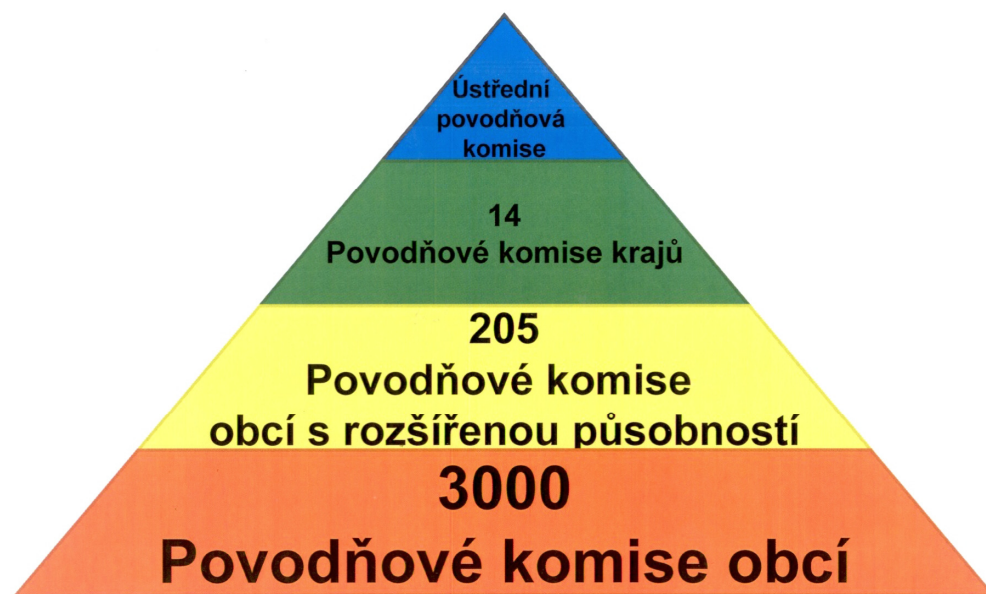 Ústřední
povodňová
komise
14
Povodňové komise krajů
205
Povodňové komise
obcí s rozšířenou působností
3000
Povodňové komise obcí